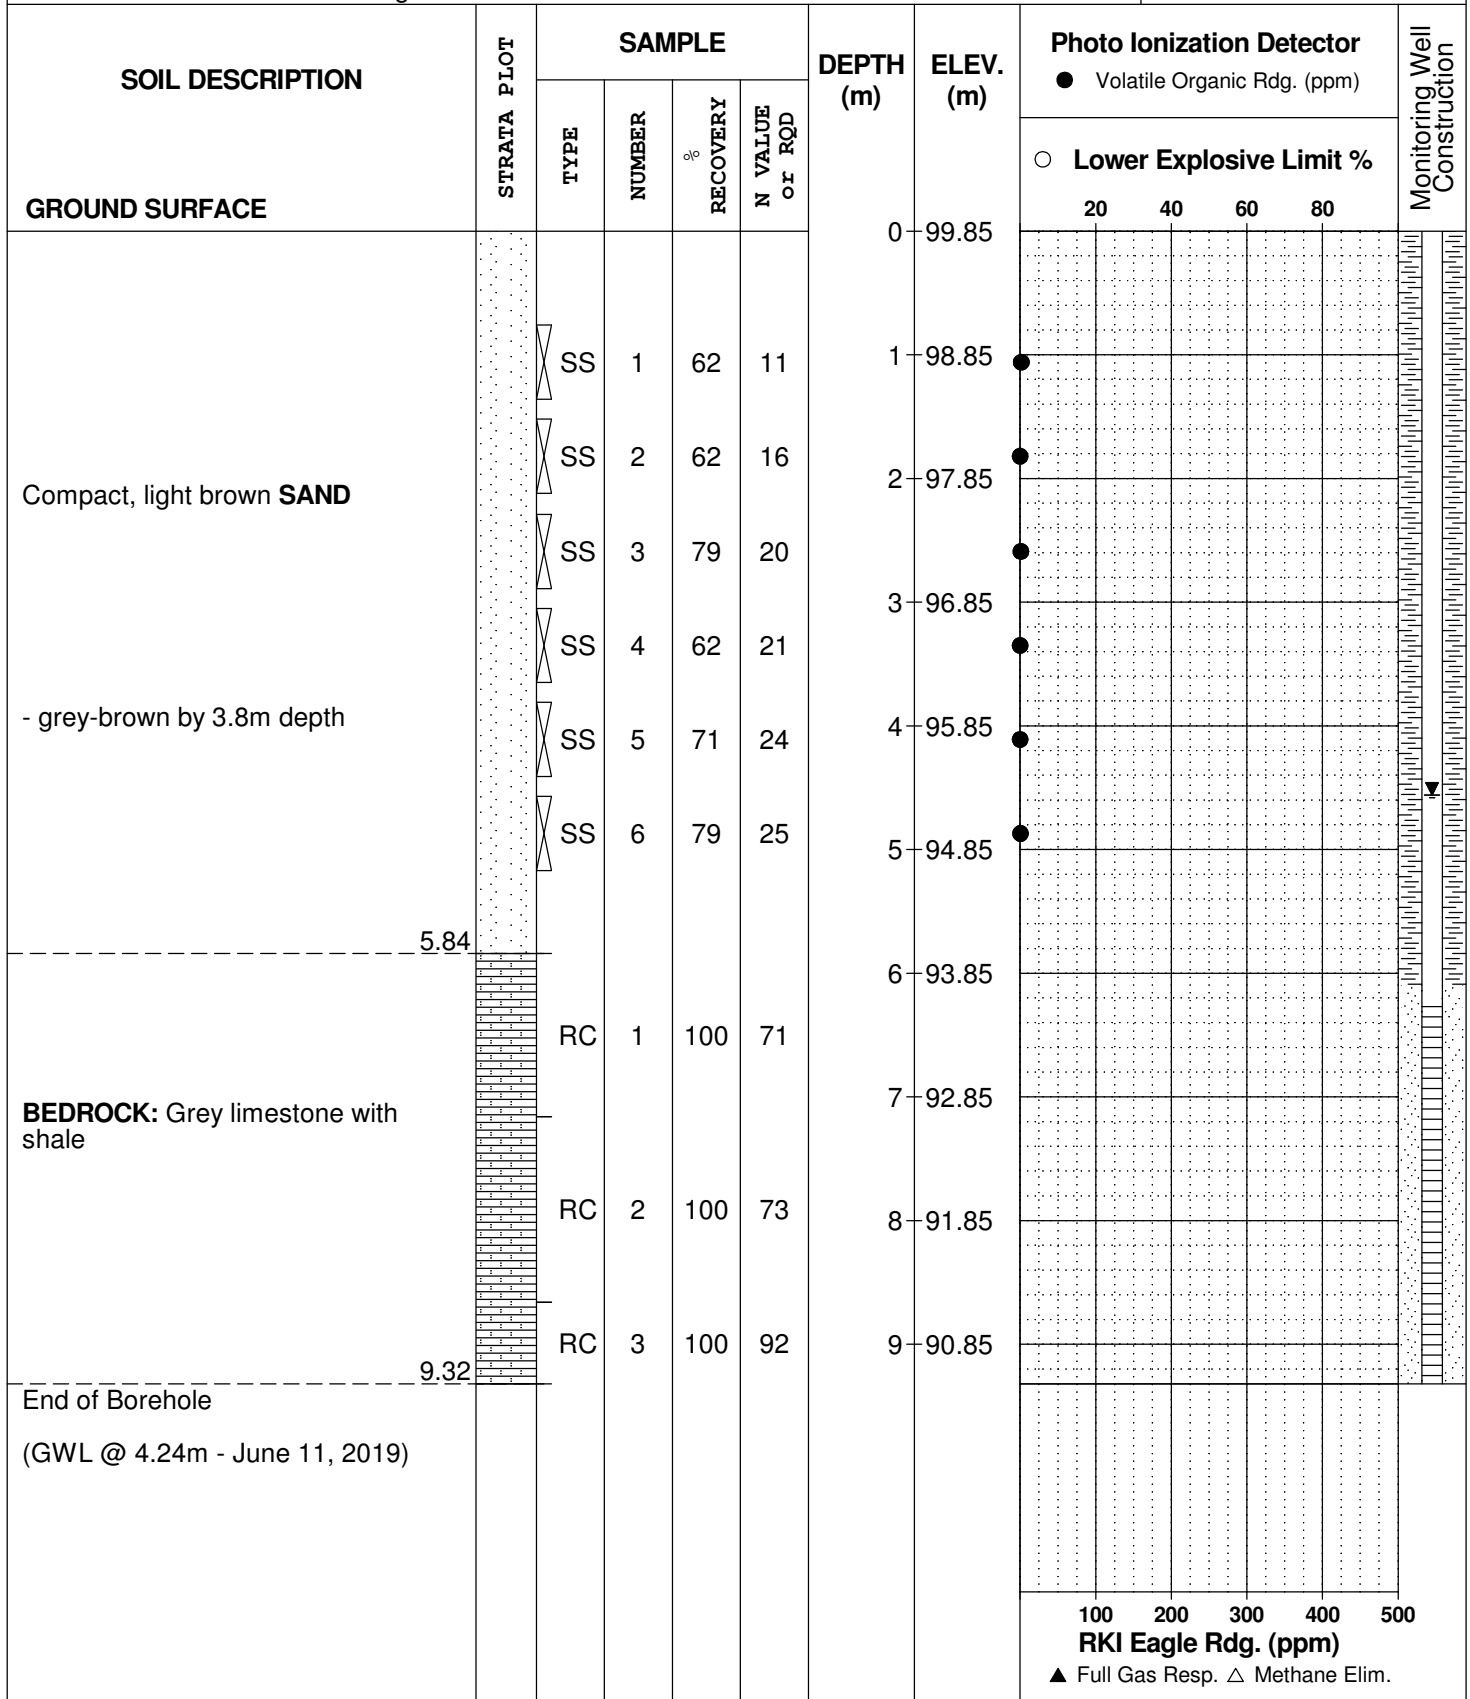 SOIL DESCRIPTION
GROUND SURFACE
STRATA PLOT
SAMPLE
TYPE
NUMBER
% RECOVERY
N VALUE or RQD
DEPTH (m)
ELEV. (m)
Photo Ionization Detector
● Volatile Organic Rdg. (ppm)
○ Lower Explosive Limit %
20 40 60 80
Monitoring Well Construction
0 99.85
SS 1 62 11
1 98.85
SS 2 62 16
2 97.85
Compact, light brown SAND
SS 3 79 20
3 96.85
SS 4 62 21
- grey-brown by 3.8m depth
4 95.85
SS 5 71 24
SS 6 79 25
5 94.85
5.84
6 93.85
RC 1 100 71
7 92.85
BEDROCK: Grey limestone with
shale
RC 2 100 73
8 91.85
RC 3 100 92
9 90.85
9.32
End of Borehole
(GWL @ 4.24m - June 11, 2019)
100 200 300 400 500
RKI Eagle Rdg. (ppm)
▲ Full Gas Resp. △ Methane Elim.